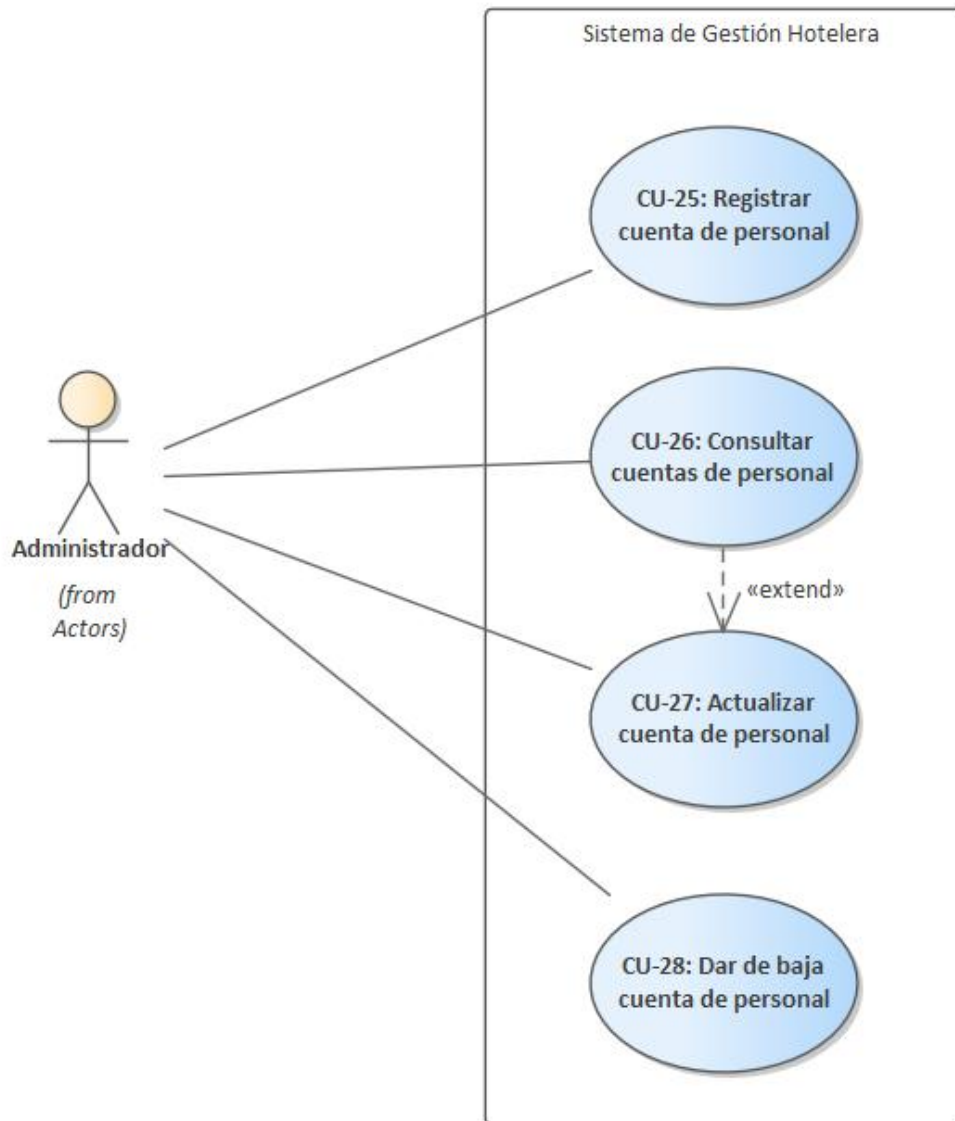 Sistema de Gestión Hotelera
CU-25: Registrar
cuenta de personal
CU-26: Consultar
cuentas de personal
Administrador
(from
Actors)
«extend»
CU-27: Actualizar
cuenta de personal
CU-28: Dar de baja
cuenta de personal